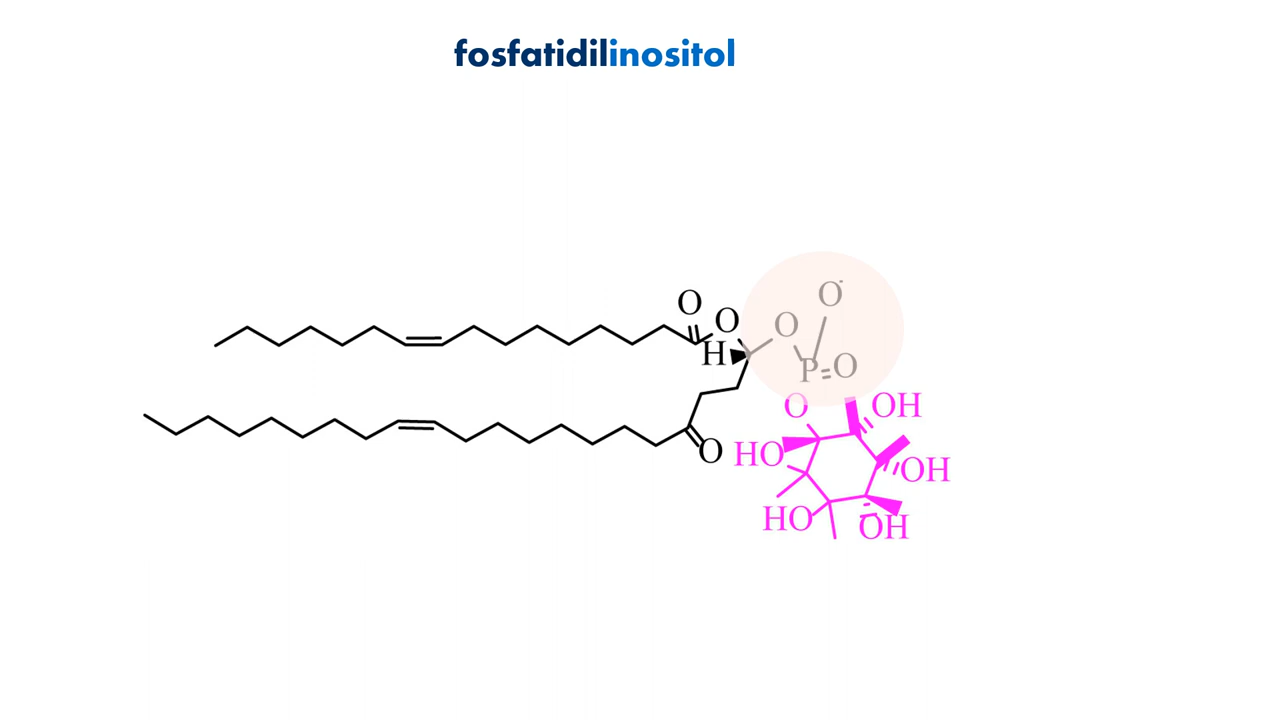 fosfatidilinositol
O⁻
O O O
H P=O
O OH
HO OH
O
HO OH